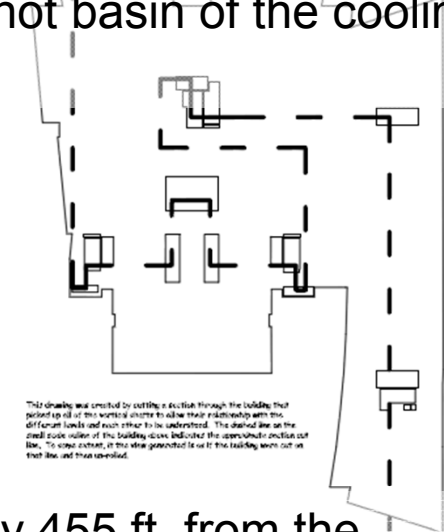 not basin of the coolin
This drawing was created by cutting a section through the building that
picked up all of the vertical shafts to allow their relationship with the
different levels and each other to be understood. The dashed line on the
small scale outline of the building above indicates the approximate section cut
line. To some extent, it the view generated is as if the building were cut on
that line and then un-rolled.
y 455 ft. from the